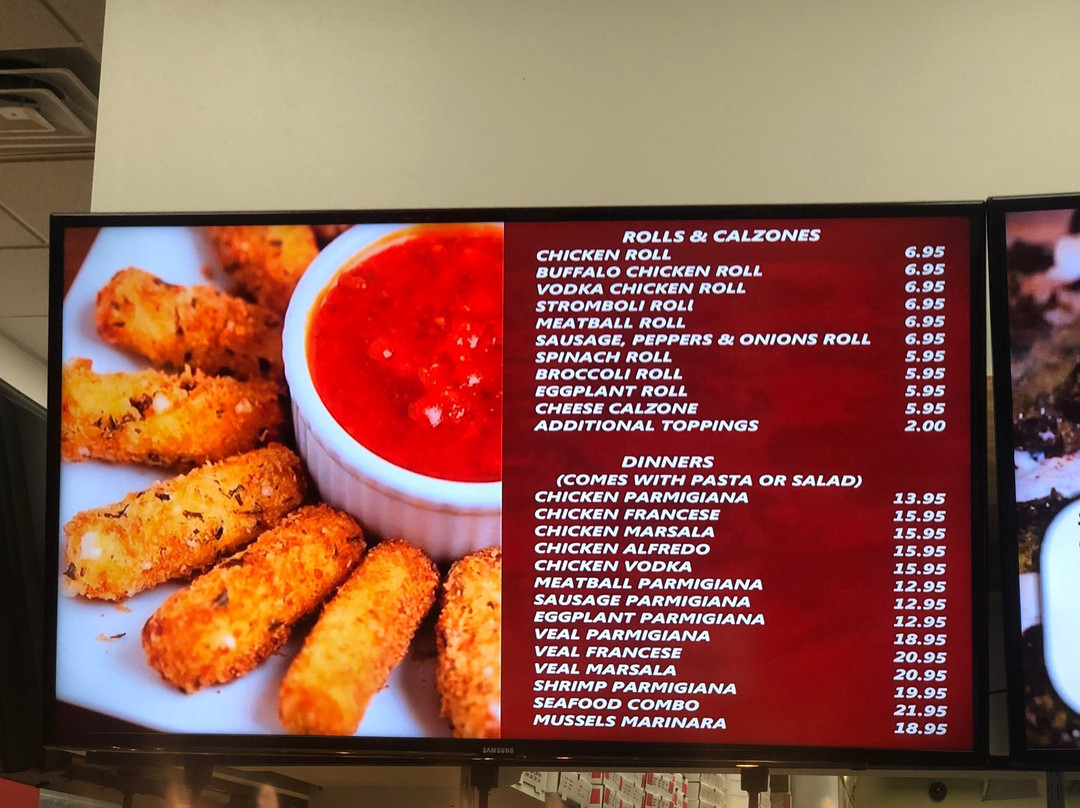 ROLLS & CALZONES
CHICKEN ROLL 6.95
BUFFALO CHICKEN ROLL 6.95
VODKA CHICKEN ROLL 6.95
STROMBOLI ROLl 6.95
MEATBALL ROLL 6.95
SAUSAGE, PEPPERS & ONIONS ROLL 6.95
SPINACH ROLL 5.95
BROCCOLI ROLL 5.95
EGGPLANT ROLL 5.95
CHEESE CALZONE 5.95
ADDITIONAL TOPPINGS 2.00
DINNERS
(COMES WITH PASTA OR SALAD)
CHICKEN PARMIGIANA 13.95
CHICKEN FRANCESE 15.95
CHICKEN MARSALA 15.95
CHICKEN ALFREDO 15.95
CHICKEN VODKA 15.95
MEATBALL PARMIGIANA 12.95
SAUSAGE PARMIGIANA 12.95
EGGPLANT PARMIGIANA 12.95
VEAL PARMIGIANA 18.95
VEAL FRANCESE 20.95
VEAL MARSALA 20.95
SHRIMP PARMIGIANA 19.95
SEAFOOD COMBO 21.95
MUSSELS MARINARA 18.95
SAMSUNG